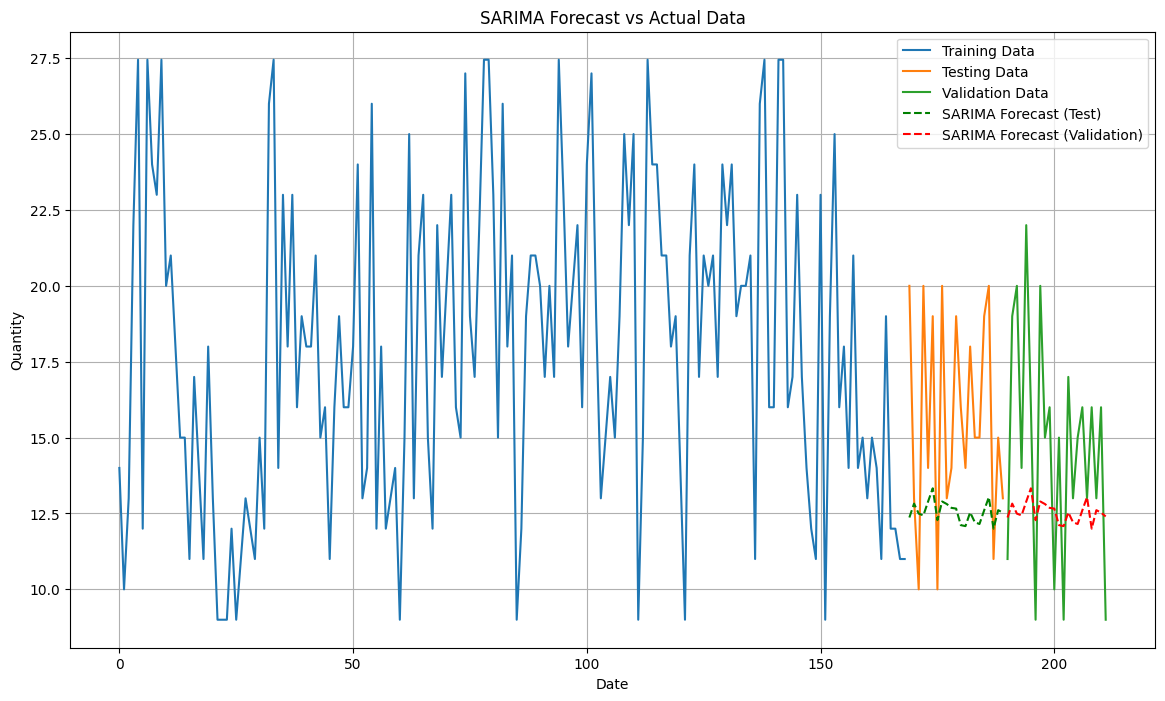 SARIMA Forecast vs Actual Data
Training Data
Testing Data
Validation Data
SARIMA Forecast (Test)
SARIMA Forecast (Validation)
Quantity
27.5
25.0
22.5
20.0
17.5
15.0
12.5
10.0
0 50 100 150 200
Date